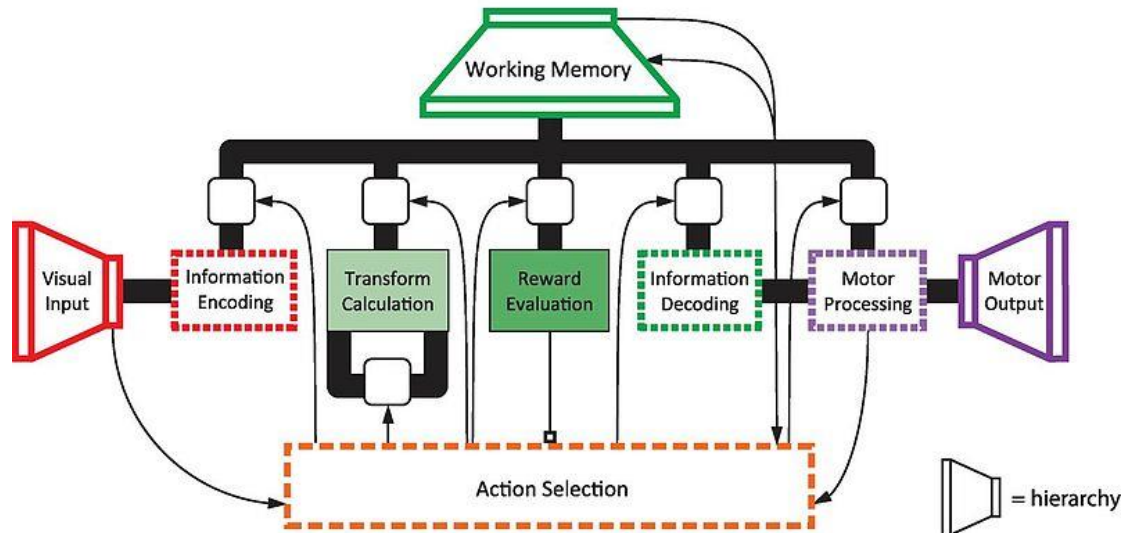 Working Memory
Visual
Input
Information
Encoding
Transform
Calculation
Reward
Evaluation
Information
Decoding
Motor
Processing
Motor
Output
Action Selection
= hierarchy